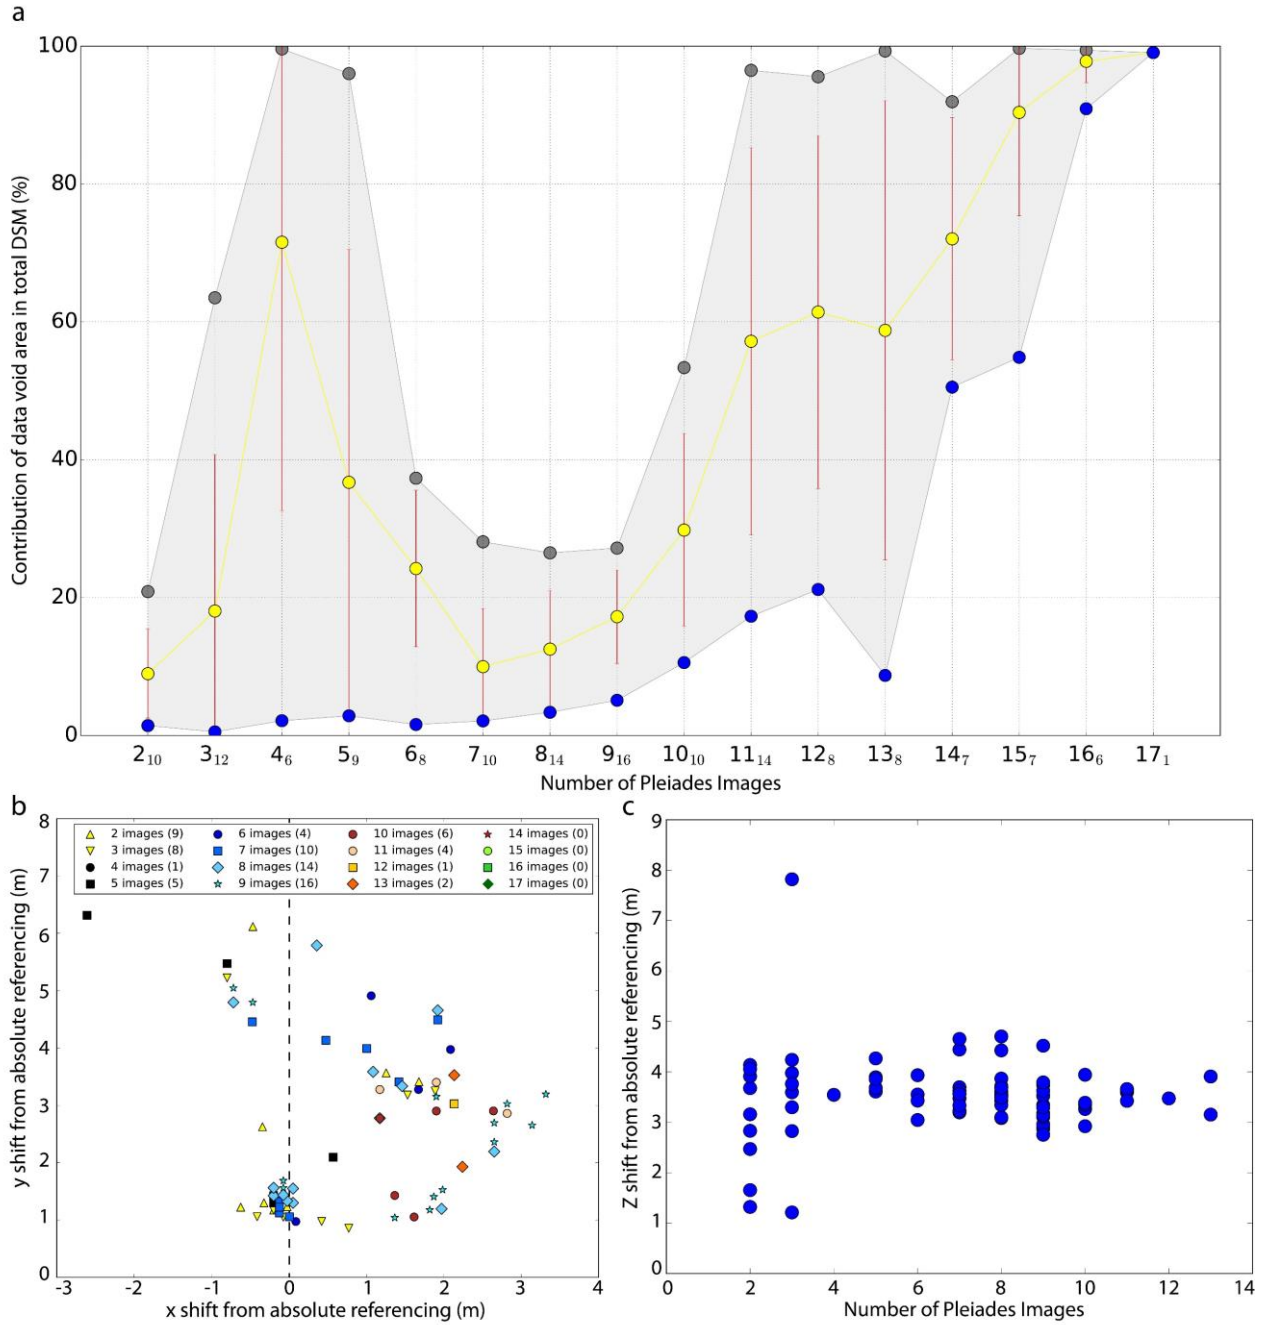 a
Contribution of data void area in total DSM (%)
100
80
60
40
20
0
2₁₀ 3₁₂ 4₆ 5₉ 6₈ 7₁₀ 8₁₄ 9₁₆ 10₁₀ 11₁₄ 12₈ 13₈ 14₇ 15₇ 16₆ 17₁
Number of Pleiades Images
b
y shift from absolute referencing (m)
8
7
6
5
4
3
2
1
0
2 images (9) 6 images (4) 10 images (6) 14 images (0)
3 images (8) 7 images (10) 11 images (4) 15 images (0)
4 images (1) 8 images (14) 12 images (1) 16 images (0)
5 images (5) 9 images (16) 13 images (2) 17 images (0)
-3 -2 -1 0 1 2 3 4
x shift from absolute referencing (m)
c
Z shift from absolute referencing (m)
9
8
7
6
5
4
3
2
1
0
0 2 4 6 8 10 12 14
Number of Pleiades Images